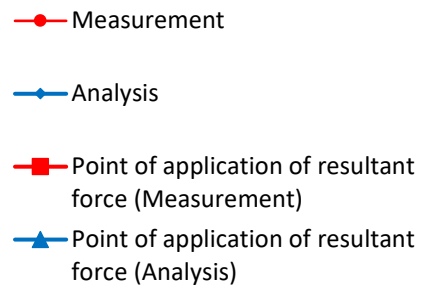 Measurement
Analysis
Point of application of resultant
force (Measurement)
Point of application of resultant
force (Analysis)